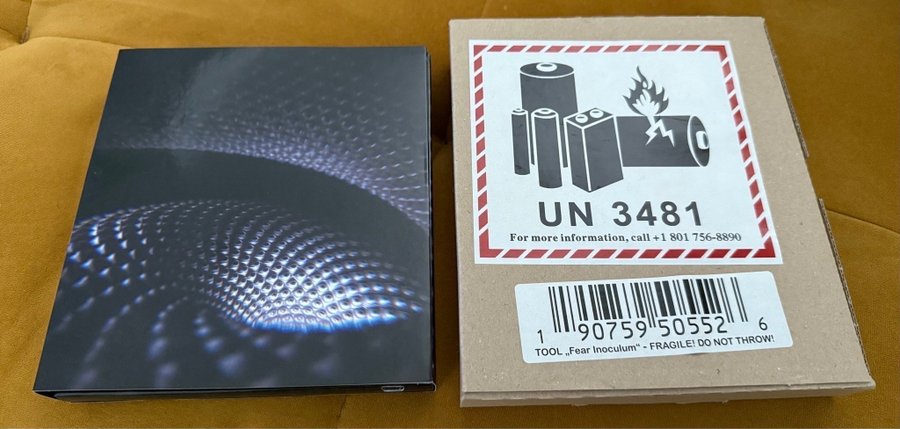 UN 3481
For more information, call +1 801 756-8890
1 90759 50552 6
TOOL „Fear Inoculum“ - FRAGILE! DO NOT THROW!